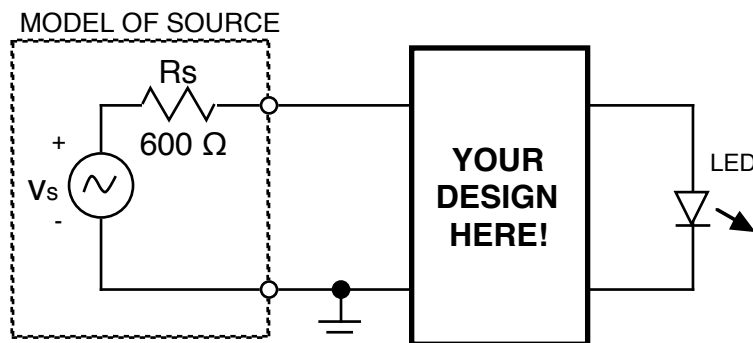 MODEL OF SOURCE
Rs
600 Ω
+
vs
-
YOUR
DESIGN
HERE!
LED